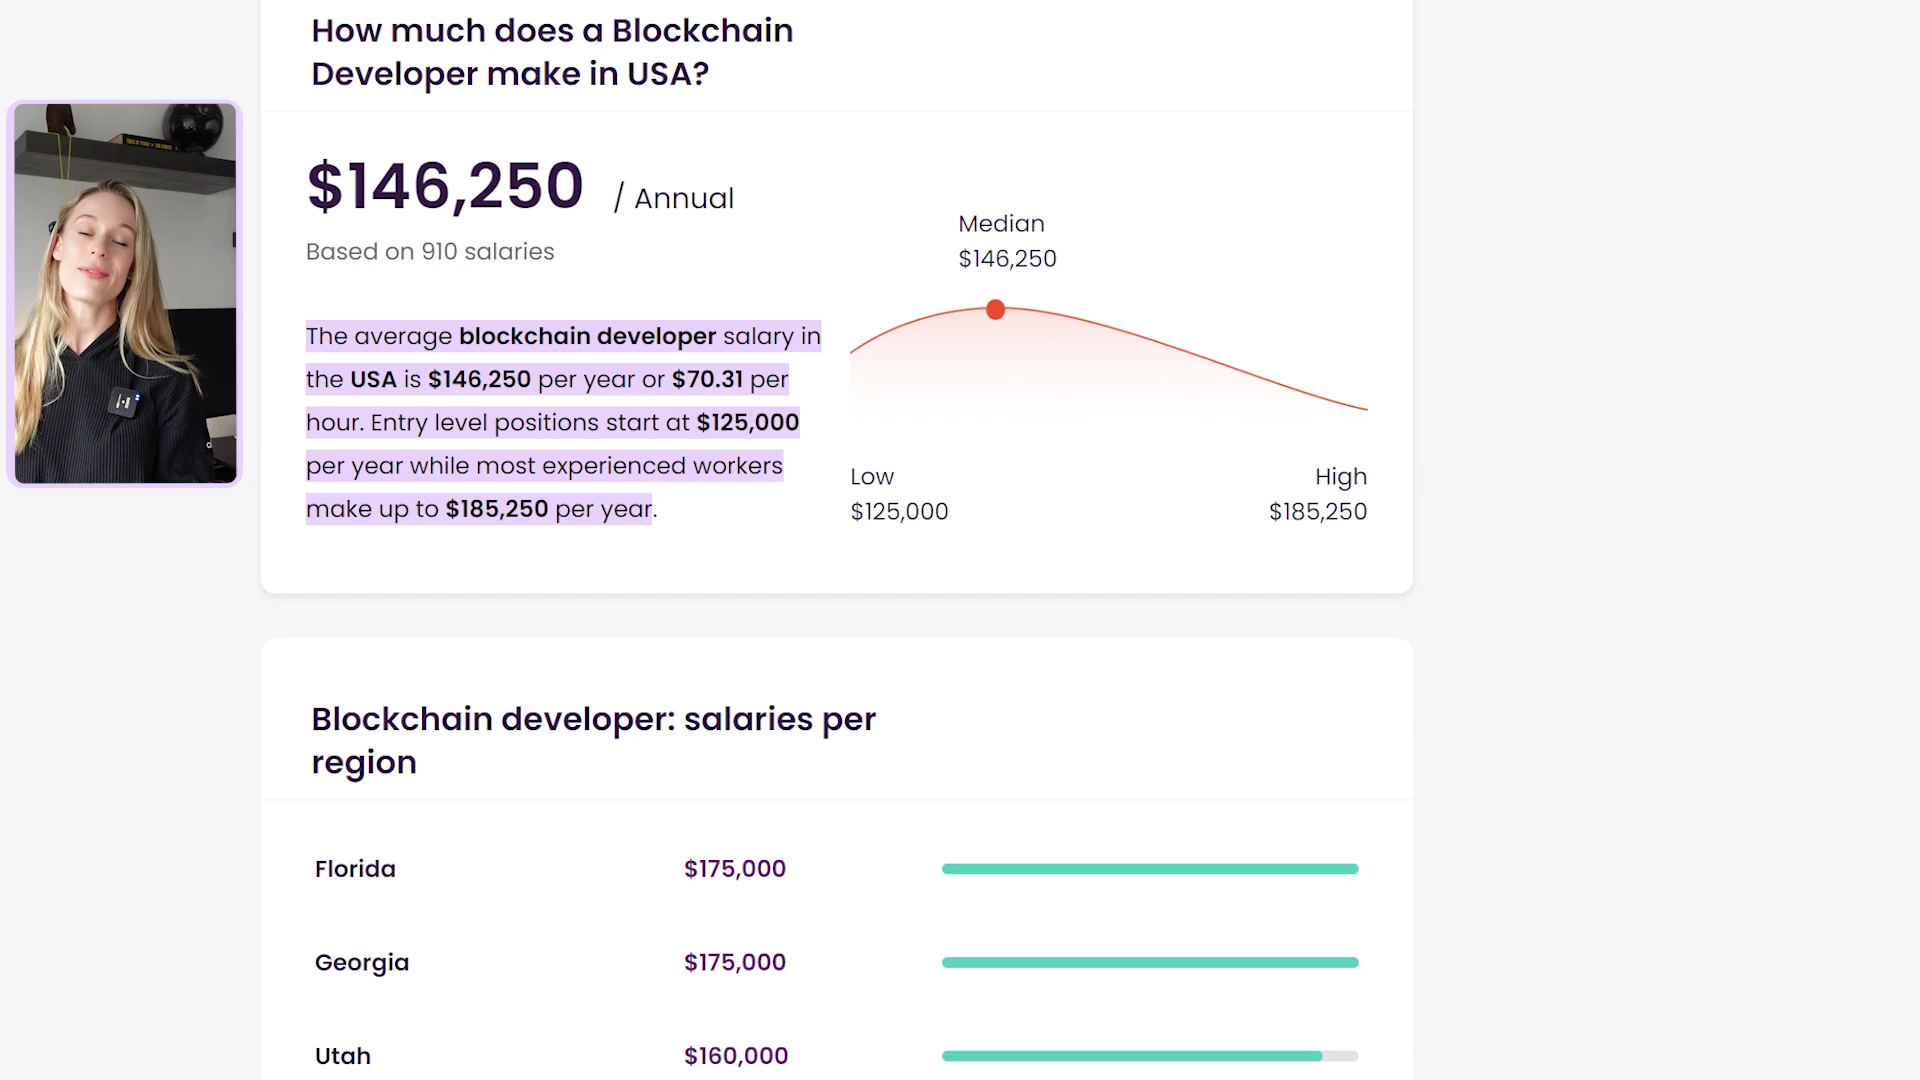 How much does a Blockchain
Developer make in USA?
$146,250 / Annual
Based on 910 salaries
The average blockchain developer salary in
the USA is $146,250 per year or $70.31 per
hour. Entry level positions start at $125,000
per year while most experienced workers
make up to $185,250 per year.
Median
$146,250
Low
$125,000
High
$185,250
Blockchain developer: salaries per
region
Florida $175,000
Georgia $175,000
Utah $160,000